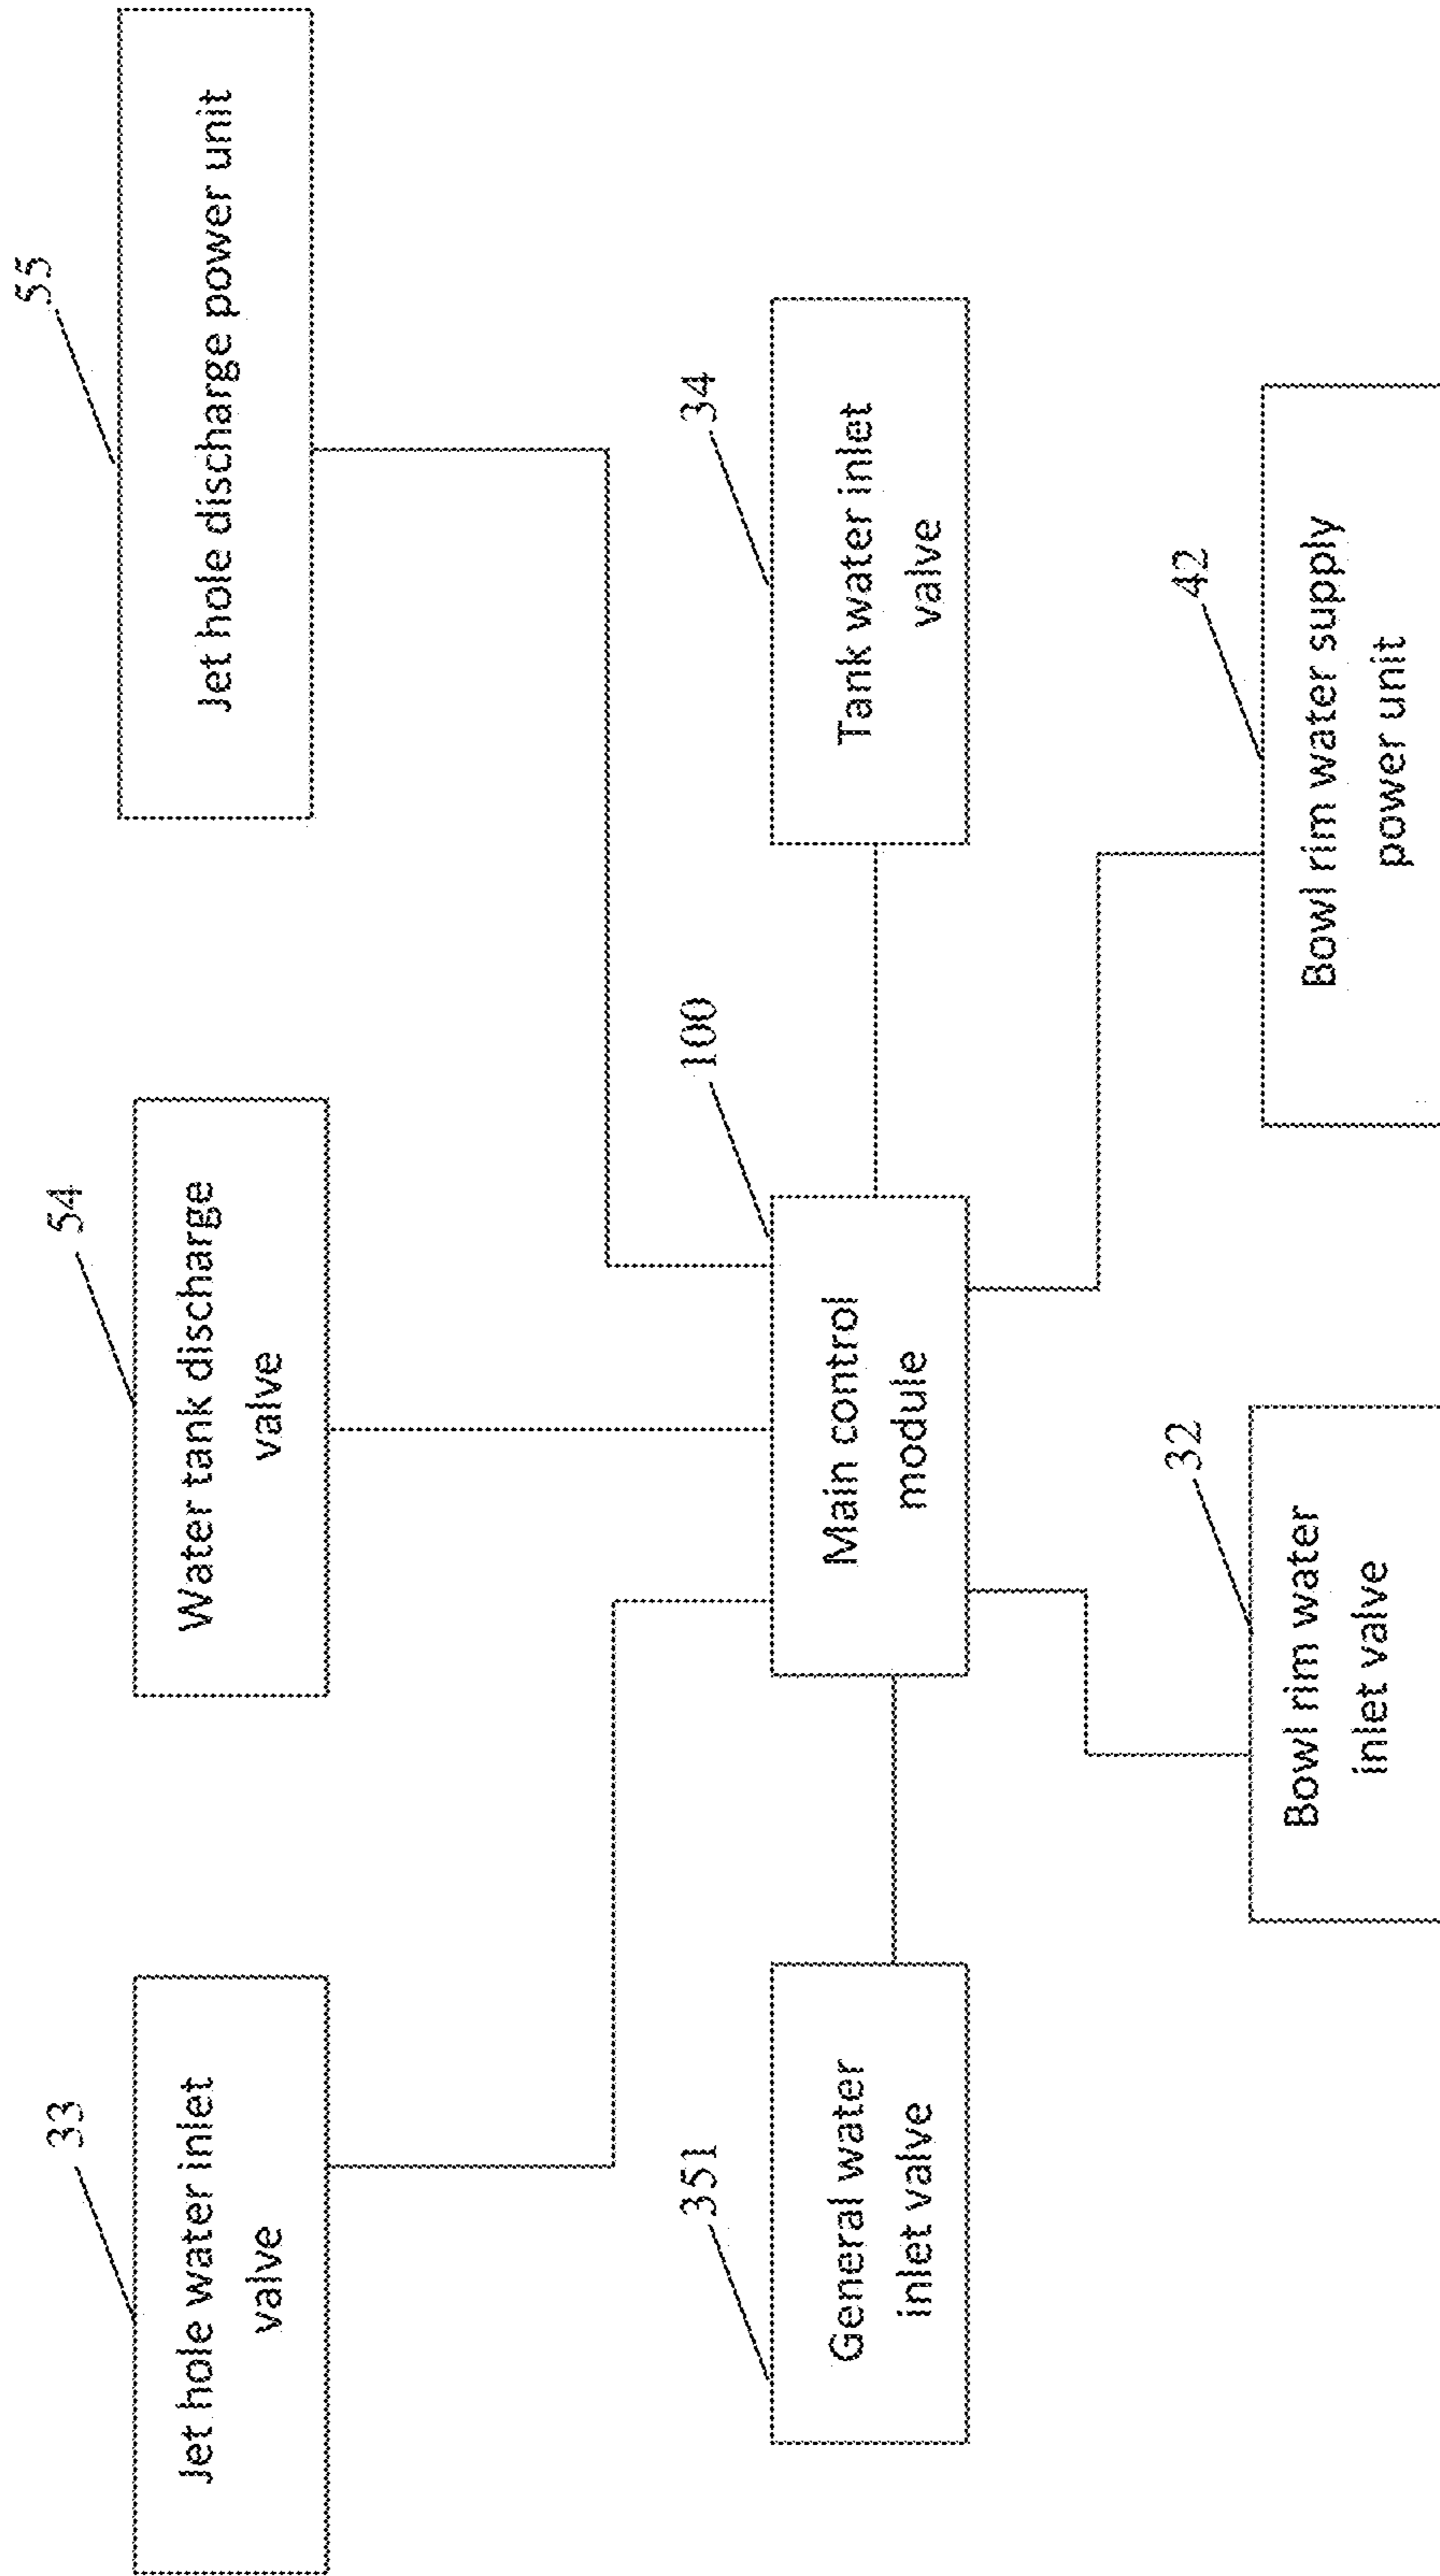 33
Jet hole water inlet
valve
54
Water tank discharge
valve
55
Jet hole discharge power unit
351
General water
inlet valve
100
Main control
module
34
Tank water inlet
valve
32
Bowl rim water
inlet valve
42
Bowl rim water supply
power unit